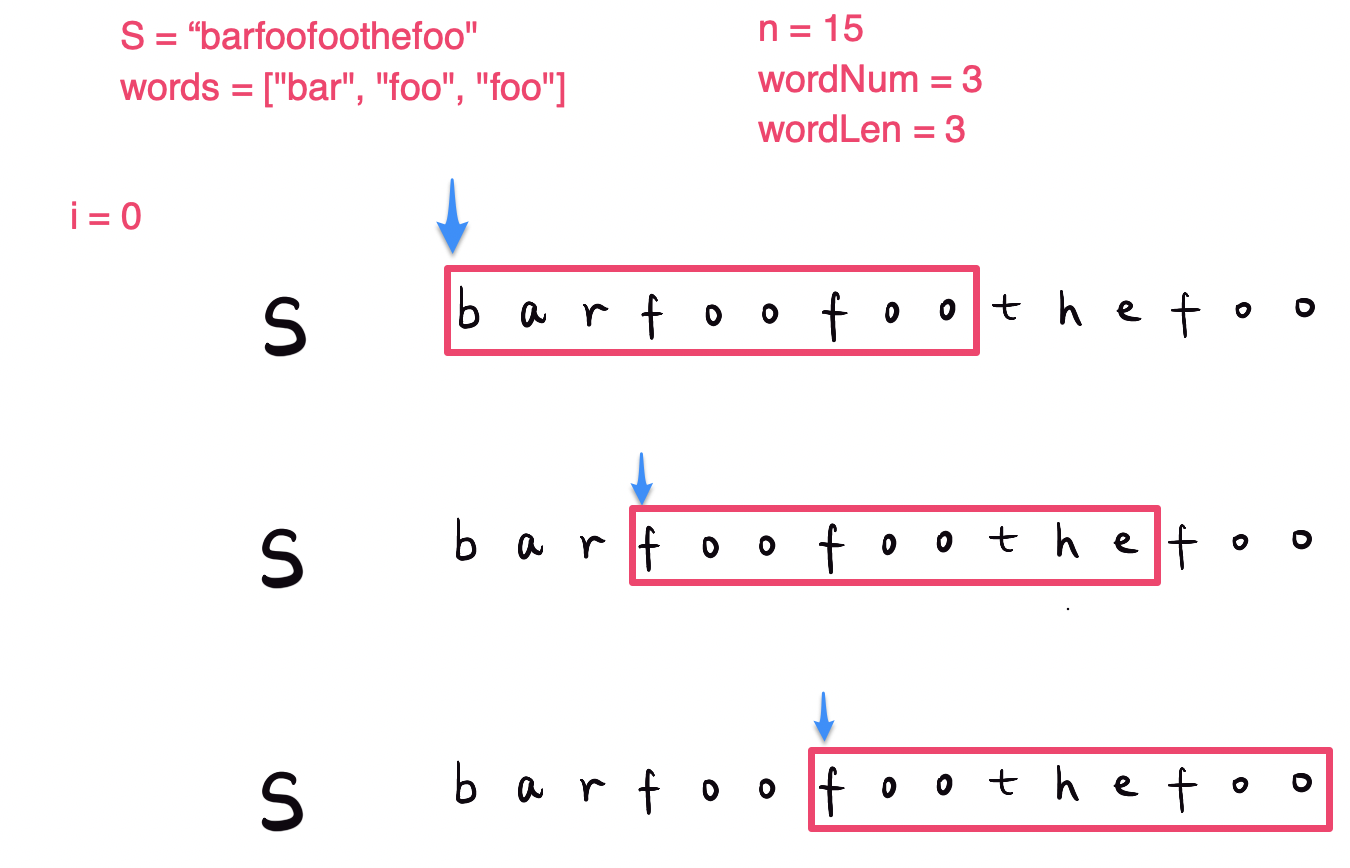 S = “barfoofoothefoo"
words = ["bar", "foo", "foo"]
n = 15
wordNum = 3
wordLen = 3
i = 0
S b a r f o o f o o t h e f o o
S b a r f o o f o o t h e f o o
S b a r f o o f o o t h e f o o